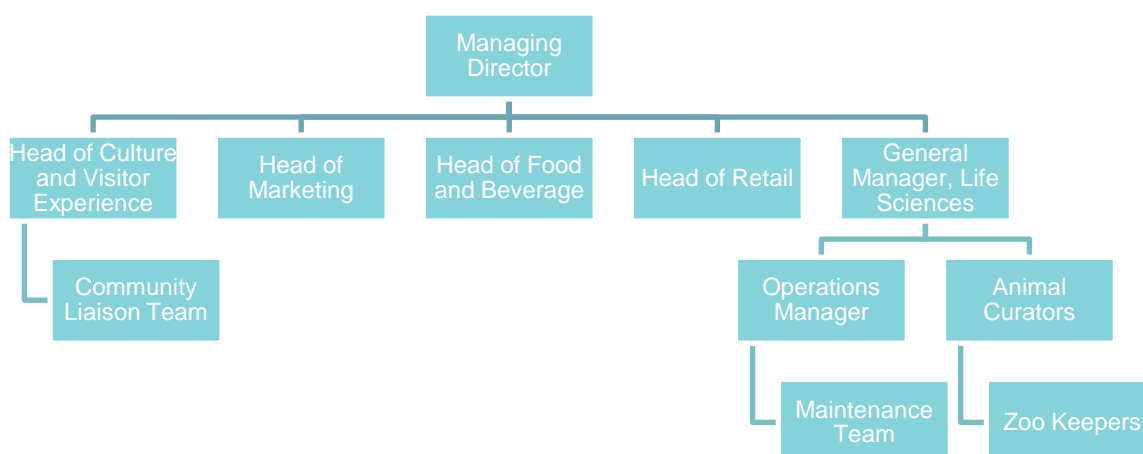 Managing
Director
Head of Culture
and Visitor
Experience
Head of
Marketing
Head of Food
and Beverage
Head of Retail
General
Manager, Life
Sciences
Community
Liaison Team
Operations
Manager
Animal
Curators
Maintenance
Team
Zoo Keepers